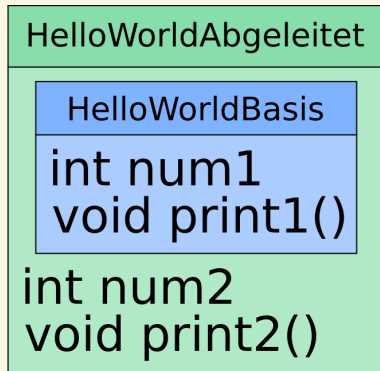 HelloWorldAbgeleitet
HelloWorldBasis
int num1
void print1()
int num2
void print2()